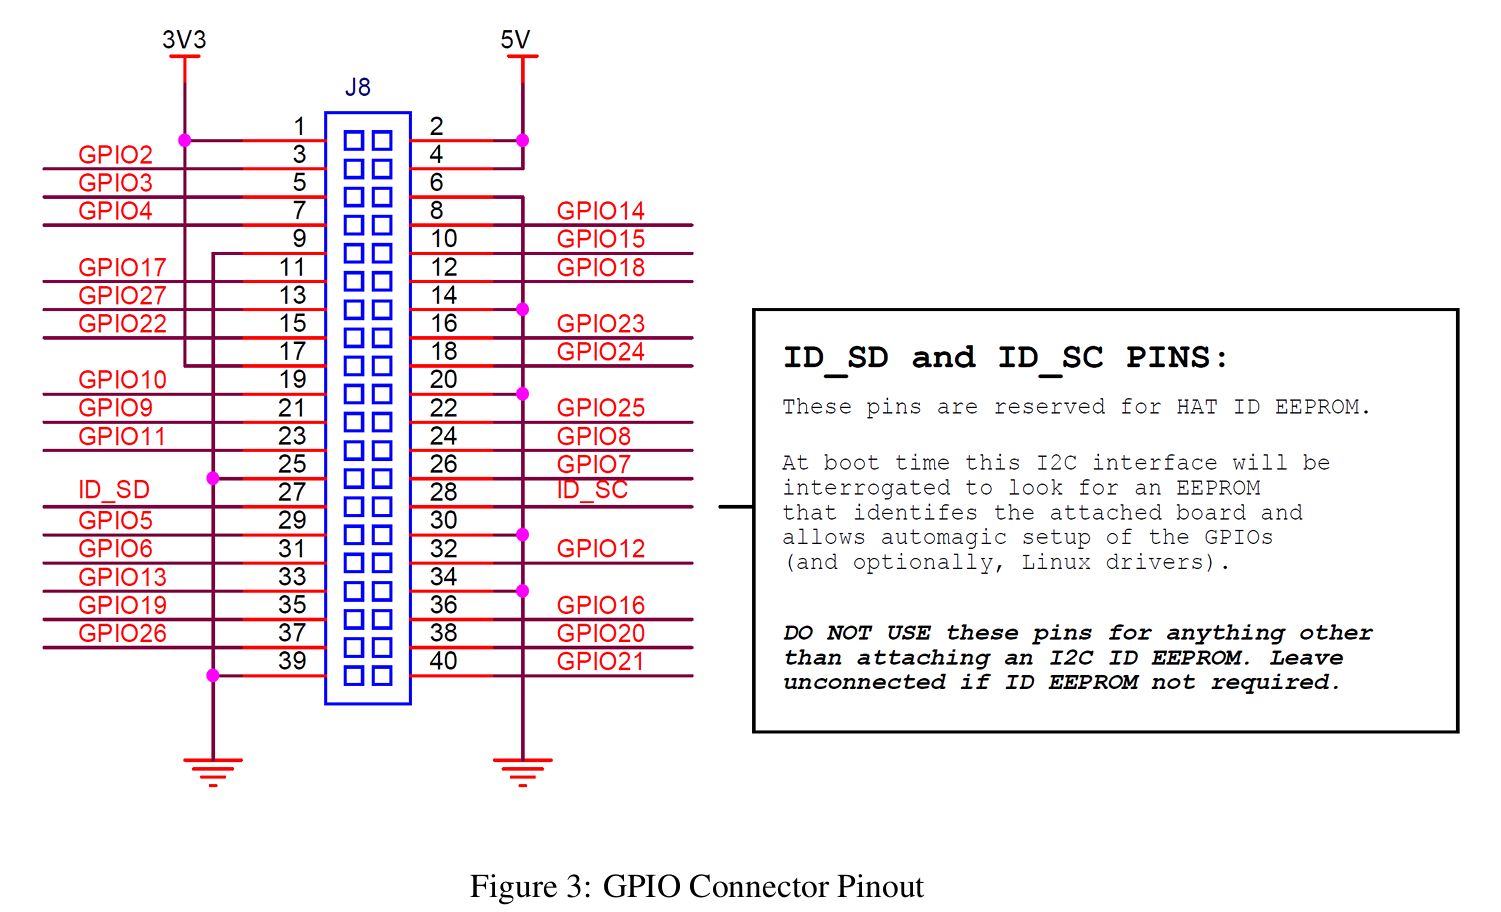 3V3 5V
J8
1 2
GPIO2 3 4
GPIO3 5 6
GPIO4 7 8 GPIO14
9 10 GPIO15
GPIO17 11 12 GPIO18
GPIO27 13 14
GPIO22 15 16 GPIO23
17 18 GPIO24
GPIO10 19 20
GPIO9 21 22 GPIO25
GPIO11 23 24 GPIO8
25 26 GPIO7
ID_SD 27 28 ID_SC
GPIO5 29 30
GPIO6 31 32 GPIO12
GPIO13 33 34
GPIO19 35 36 GPIO16
GPIO26 37 38 GPIO20
39 40 GPIO21
ID_SD and ID_SC PINS:
These pins are reserved for HAT ID EEPROM.
At boot time this I2C interface will be
interrogated to look for an EEPROM
that identifes the attached board and
allows automagic setup of the GPIOs
(and optionally, Linux drivers).
DO NOT USE these pins for anything other
than attaching an I2C ID EEPROM. Leave
unconnected if ID EEPROM not required.
Figure 3: GPIO Connector Pinout